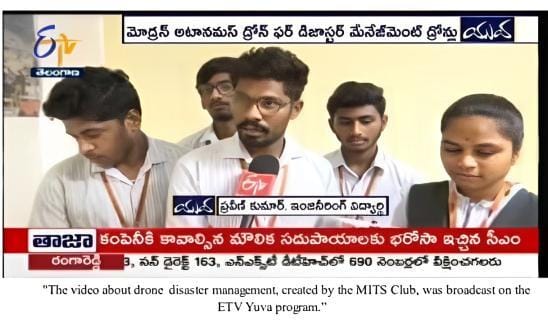 ETV
తెలంగాణ
మోడ్రన్ అటానమస్ డ్రోన్ ఫర్ డిజాస్టర్ మేనేజ్‌మెంట్ డ్రోన్లు యువ
ETV
యువ ప్రవీణ్ కుమార్, ఇంజనీరింగ్ విద్యార్థి
తాజా కంపెనీకి కావాల్సిన మౌలిక సదుపాయాలకు భరోసా ఇచ్చిన సీఎం
రంగారెడ్డి 3, సన్ డైరెక్ట్ 163, ఎన్ఎక్స్‌టీ డీటీహెచ్‌లో 690 నెంబర్లలో వీక్షించగలరు
"The video about drone disaster management, created by the MITS Club, was broadcast on the
ETV Yuva program.”